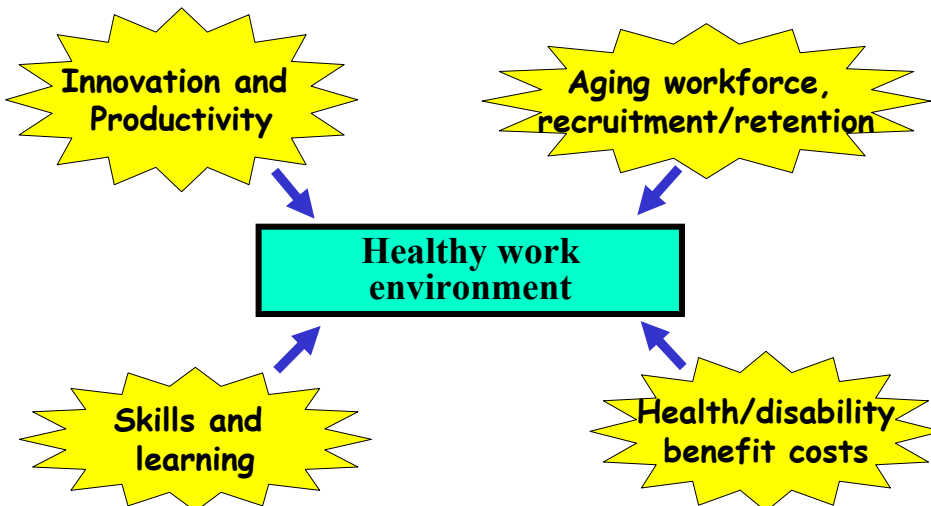 Innovation and
Productivity
Aging workforce,
recruitment/retention
Healthy work
environment
Skills and
learning
Health/disability
benefit costs